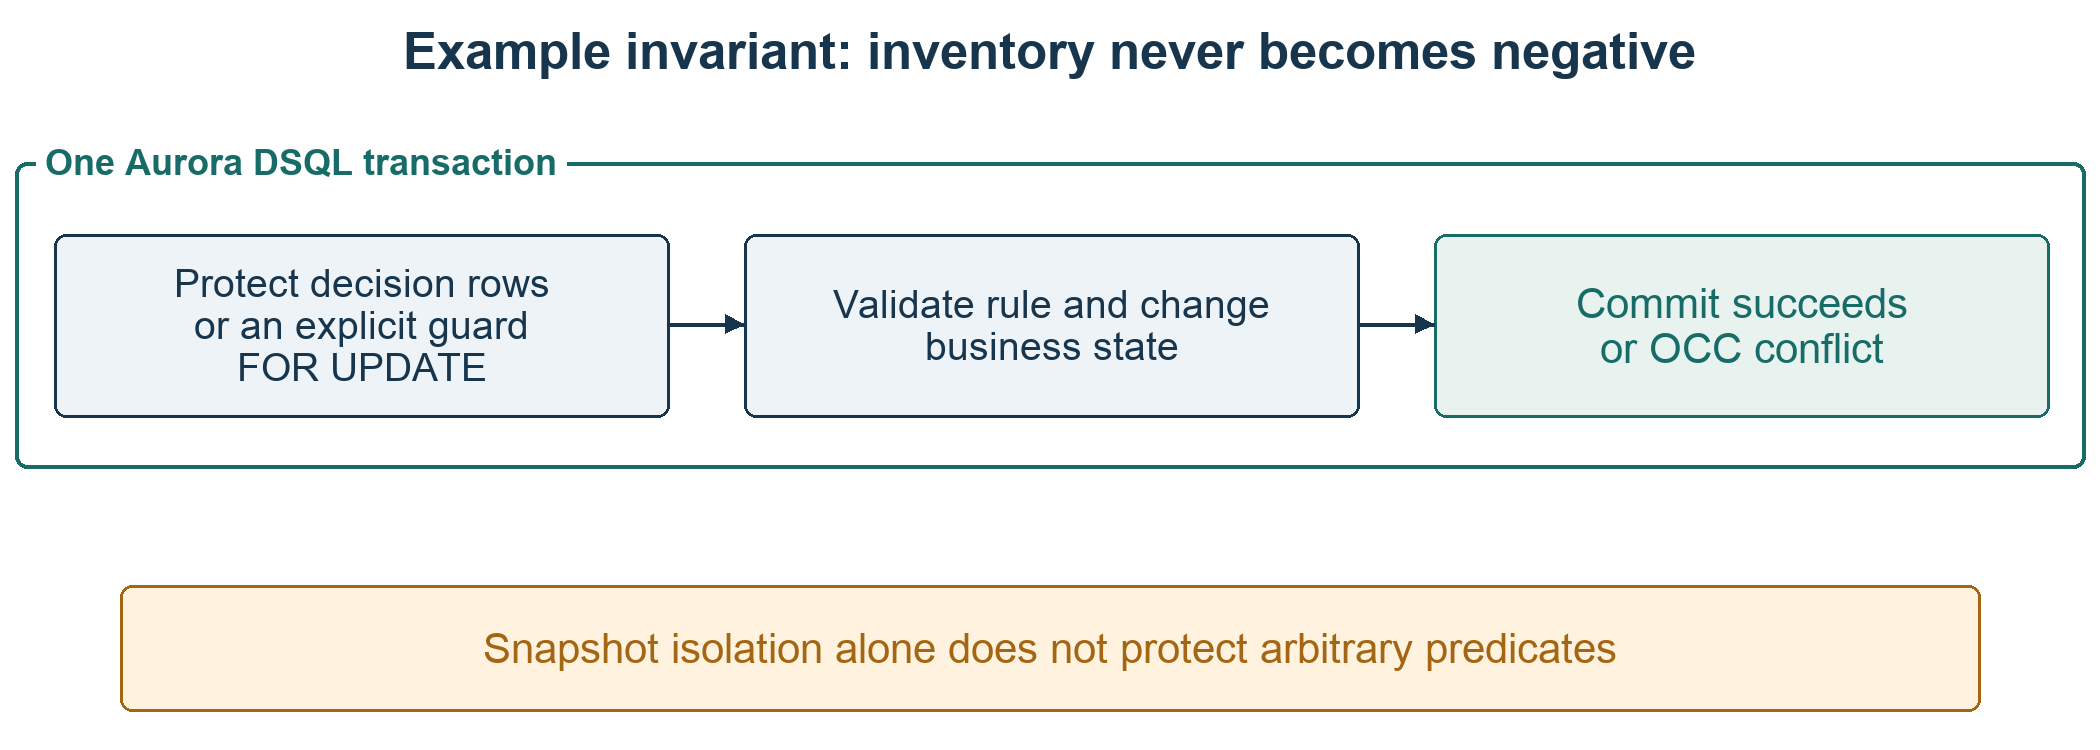 Example invariant: inventory never becomes negative
One Aurora DSQL transaction
Protect decision rows
or an explicit guard
FOR UPDATE
Validate rule and change
business state
Commit succeeds
or OCC conflict
Snapshot isolation alone does not protect arbitrary predicates